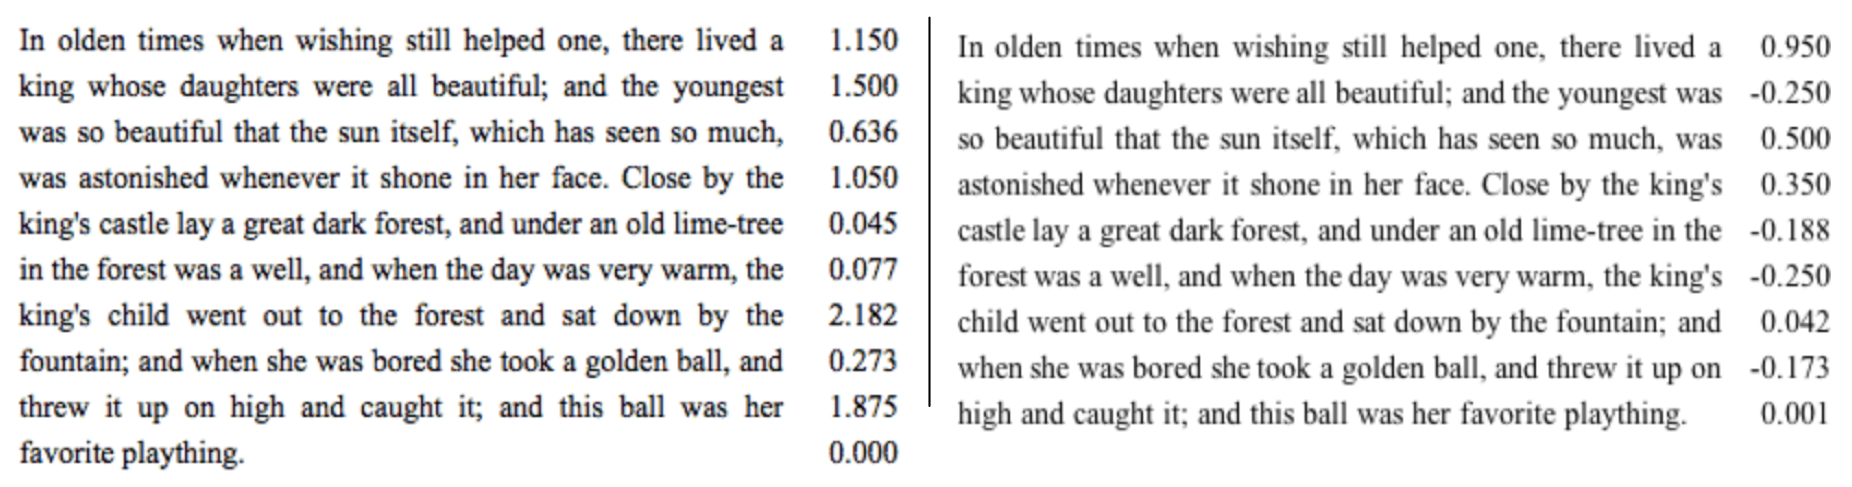 In olden times when wishing still helped one, there lived a 1.150
king whose daughters were all beautiful; and the youngest 1.500
was so beautiful that the sun itself, which has seen so much, 0.636
was astonished whenever it shone in her face. Close by the 1.050
king's castle lay a great dark forest, and under an old lime-tree 0.045
in the forest was a well, and when the day was very warm, the 0.077
king's child went out to the forest and sat down by the 2.182
fountain; and when she was bored she took a golden ball, and 0.273
threw it up on high and caught it; and this ball was her 1.875
favorite plaything. 0.000
In olden times when wishing still helped one, there lived a 0.950
king whose daughters were all beautiful; and the youngest was -0.250
so beautiful that the sun itself, which has seen so much, was 0.500
astonished whenever it shone in her face. Close by the king's 0.350
castle lay a great dark forest, and under an old lime-tree in the -0.188
forest was a well, and when the day was very warm, the king's -0.250
child went out to the forest and sat down by the fountain; and 0.042
when she was bored she took a golden ball, and threw it up on -0.173
high and caught it; and this ball was her favorite plaything. 0.001